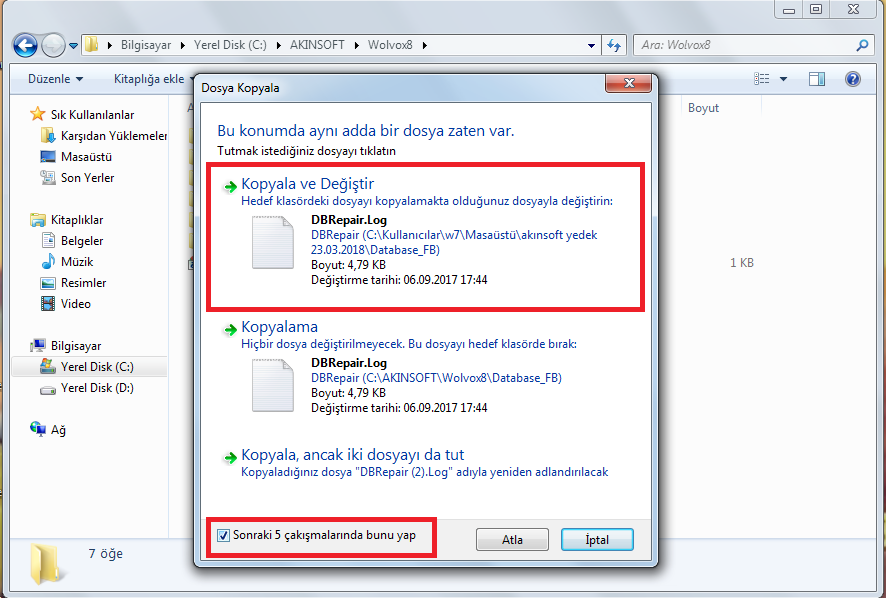 Bilgisayar ▸ Yerel Disk (C:) ▸ AKINSOFT ▸ Wolvox8 ▸
Ara: Wolvox8
Düzenle
Kitaplığa ekle
Dosya Kopyala
Boyut
Sık Kullanılanlar
Karşıdan Yüklemeler
Masaüstü
Son Yerler
Kitaplıklar
Belgeler
Müzik
Resimler
Video
Bilgisayar
Yerel Disk (C:)
Yerel Disk (D:)
Ağ
1 KB
Bu konumda aynı adda bir dosya zaten var.
Tutmak istediğiniz dosyayı tıklatın
Kopyala ve Değiştir
Hedef klasördeki dosyayı kopyalamakta olduğunuz dosyayla değiştirin:
DBRepair.Log
DBRepair (C:\Kullanıcılar\w7\Masaüstü\akınsoft yedek
23.03.2018\Database_FB)
Boyut: 4,79 KB
Değiştirme tarihi: 06.09.2017 17:44
Kopyalama
Hiçbir dosya değiştirilmeyecek. Bu dosyayı hedef klasörde bırak:
DBRepair.Log
DBRepair (C:\AKINSOFT\Wolvox8\Database_FB)
Boyut: 4,79 KB
Değiştirme tarihi: 06.09.2017 17:44
Kopyala, ancak iki dosyayı da tut
Kopyaladığınız dosya "DBRepair (2).Log" adıyla yeniden adlandırılacak
Sonraki 5 çakışmalarında bunu yap
Atla
İptal
7 öğe